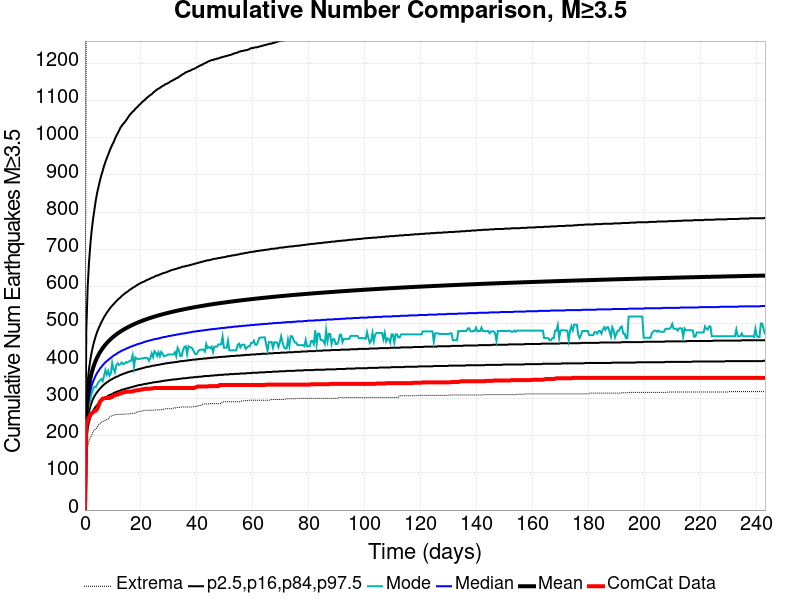 Cumulative Number Comparison, M≥3.5
Cumulative Num Earthquakes M≥3.5
1200
1100
1000
900
800
700
600
500
400
300
200
100
0
0 20 40 60 80 100 120 140 160 180 200 220 240
Time (days)
Extrema p2.5,p16,p84,p97.5 Mode Median Mean ComCat Data